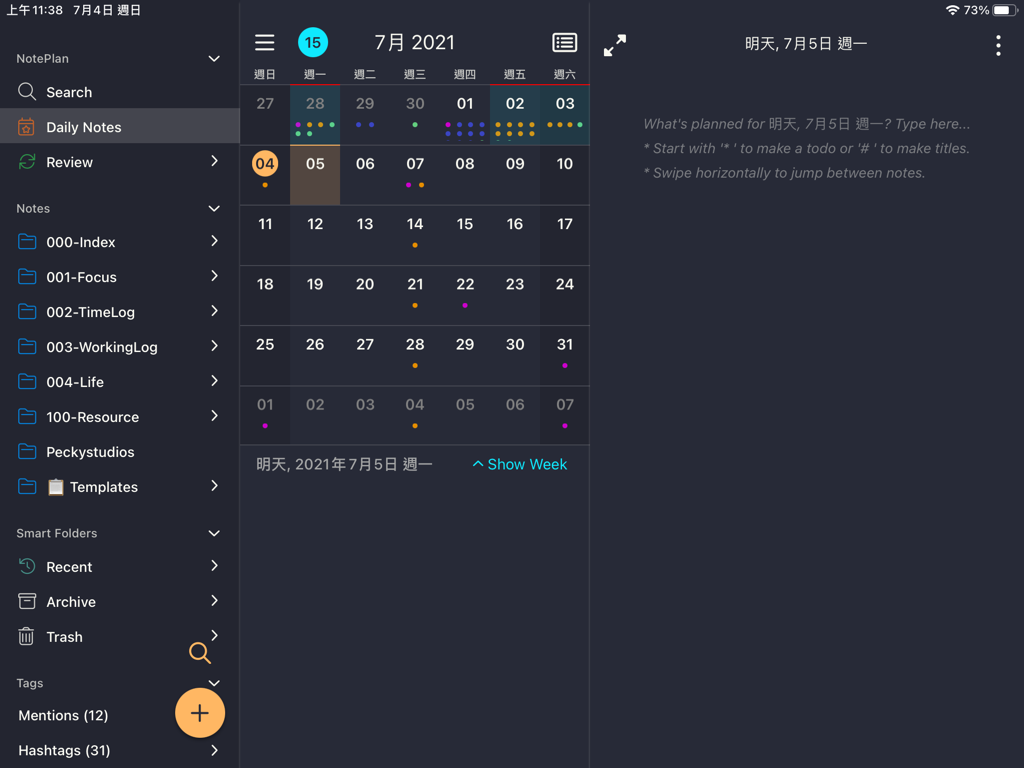 上午11:38 7月4日 週日
73%
NotePlan
Search
Daily Notes
Review
Notes
000-Index
001-Focus
002-TimeLog
003-WorkingLog
004-Life
100-Resource
Peckystudios
Templates
Smart Folders
Recent
Archive
Trash
Tags
Mentions (12)
Hashtags (31)
15 7月 2021
週日 週一 週二 週三 週四 週五 週六
27 28 29 30 01 02 03
04 05 06 07 08 09 10
11 12 13 14 15 16 17
18 19 20 21 22 23 24
25 26 27 28 29 30 31
01 02 03 04 05 06 07
明天, 2021年7月5日 週一 Show Week
明天, 7月5日 週一
What's planned for 明天, 7月5日 週一? Type here...
* Start with '* ' to make a todo or '# ' to make titles.
* Swipe horizontally to jump between notes.